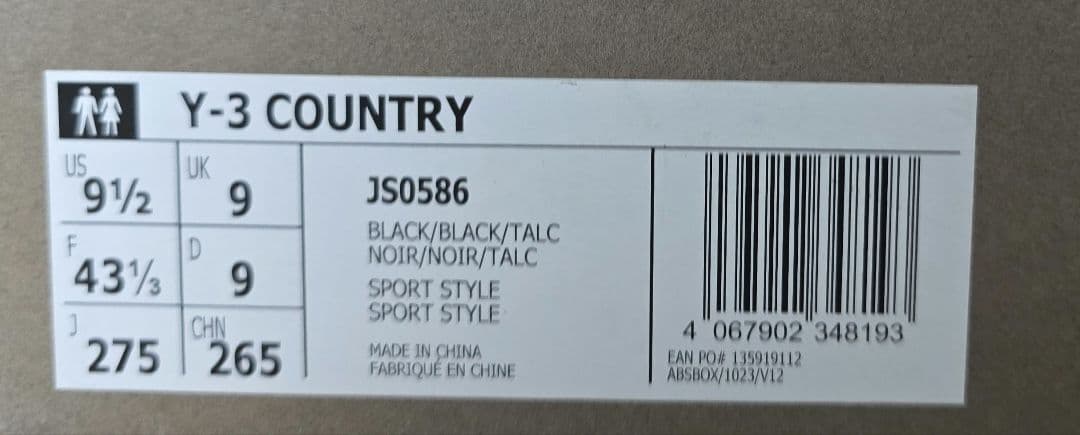 Y-3 COUNTRY
US 9½ UK 9
F 43⅓ D 9
J 275 CHN 265
JS0586
BLACK/BLACK/TALC
NOIR/NOIR/TALC
SPORT STYLE
SPORT STYLE
MADE IN CHINA
FABRIQUÉ EN CHINE
4 067902 348193
EAN PO# 135919112
ABSBOX/1023/V12